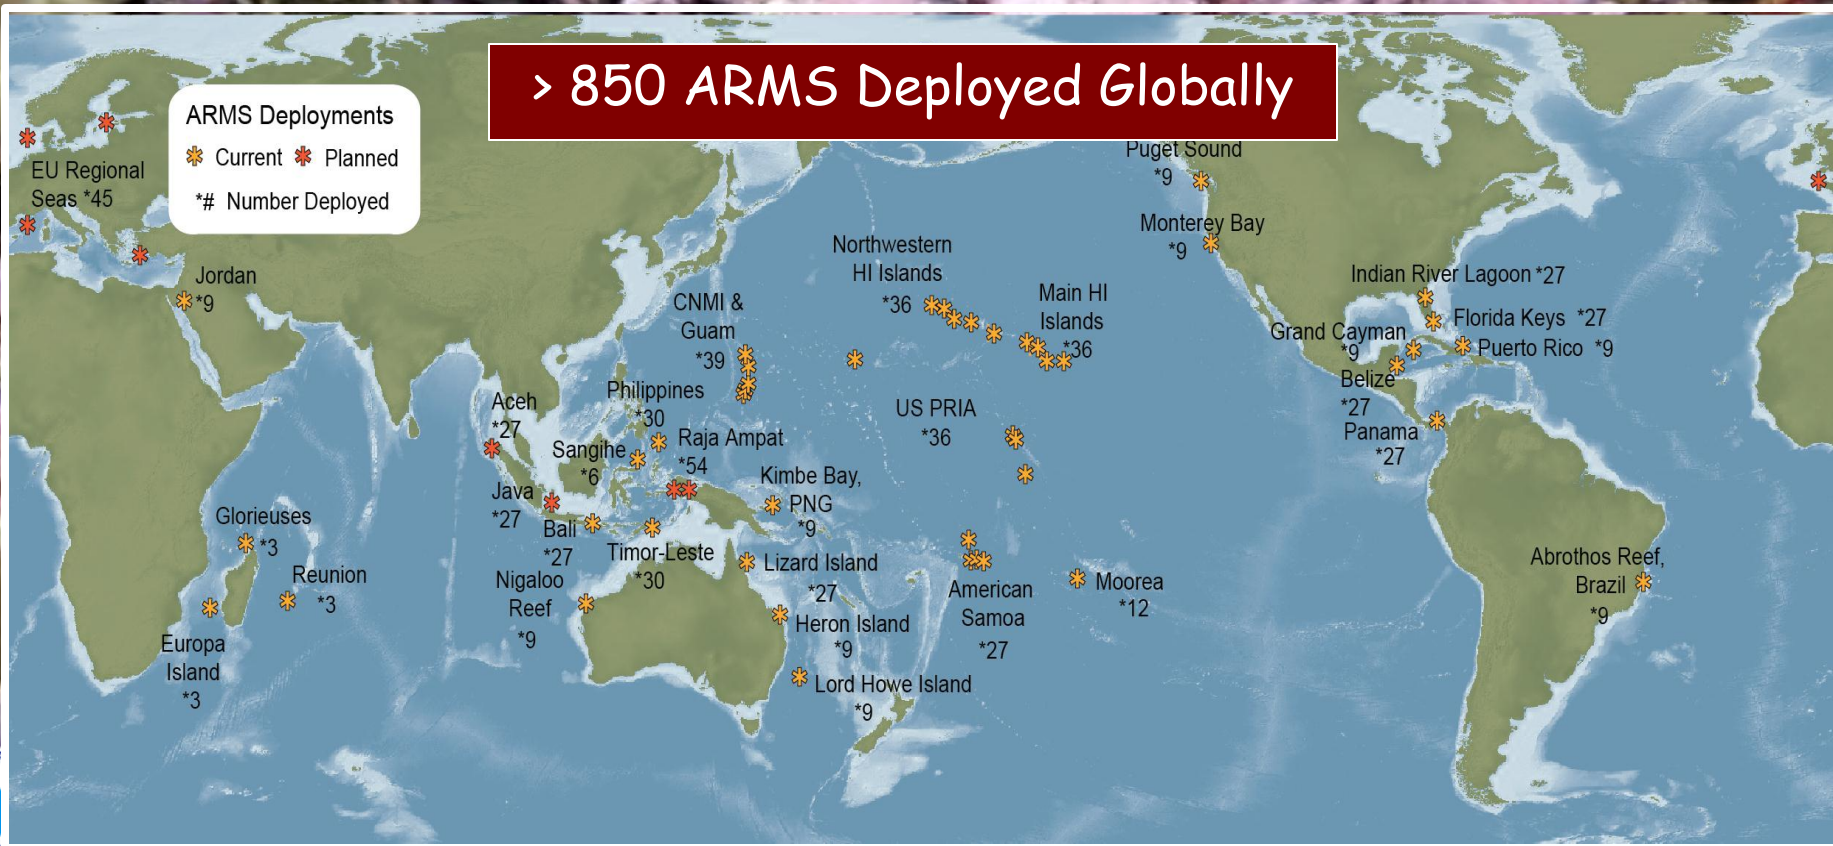 > 850 ARMS Deployed Globally
ARMS Deployments
* Current * Planned
*# Number Deployed
EU Regional
Seas *45
Jordan
*9
Glorieuses
*3
Reunion
*3
Europa
Island
*3
Aceh
*27
Java
*27
Bali
*27
Sangihe
*6
Philippines
*30
Raja Ampat
*54
CNMI &
Guam
*39
Kimbe Bay,
PNG
*9
Timor-Leste
*30
Nigaloo
Reef
*9
Lizard Island
*27
Heron Island
*9
Lord Howe Island
*9
Northwestern
HI Islands
*36
Main HI
Islands
*36
US PRIA
*36
American
Samoa
*27
Moorea
*12
Puget Sound
*9
Monterey Bay
*9
Indian River Lagoon *27
Florida Keys *27
Grand Cayman
*9
Puerto Rico *9
Belize
*27
Panama
*27
Abrothos Reef,
Brazil
*9